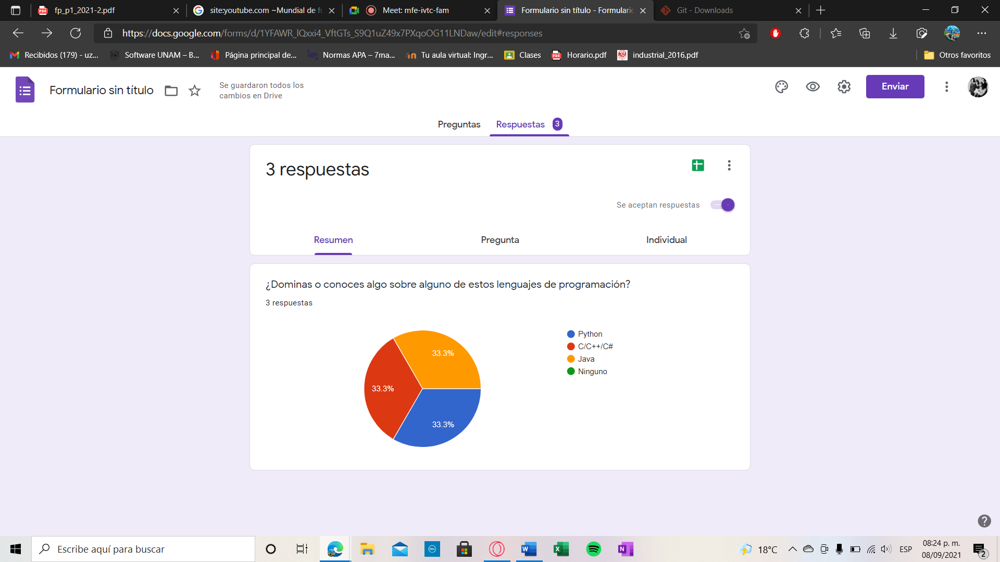 fp_p1_2021-2.pdf
site:youtube.com ~Mundial de fu
Meet: mfe-ivtc-fam
Formulario sin título - Formulario
Git - Downloads
https://docs.google.com/forms/d/1YFAWR_lQxxi4_VftGTs_S9Q1uZ49x7PXqoOG11LNDaw/edit#responses
Recibidos (179) - uz...
Software UNAM – B...
Página principal de...
Normas APA – 7ma...
Tu aula virtual: Ingr...
Clases
Horario.pdf
industrial_2016.pdf
Otros favoritos
Formulario sin título
Se guardaron todos los
cambios en Drive
Enviar
Preguntas
Respuestas 3
3 respuestas
Se aceptan respuestas
Resumen
Pregunta
Individual
¿Dominas o conoces algo sobre alguno de estos lenguajes de programación?
3 respuestas
33.3%
33.3%
33.3%
Python
C/C++/C#
Java
Ninguno
Escribe aquí para buscar
18°C
ESP
08:24 p. m.
08/09/2021
2